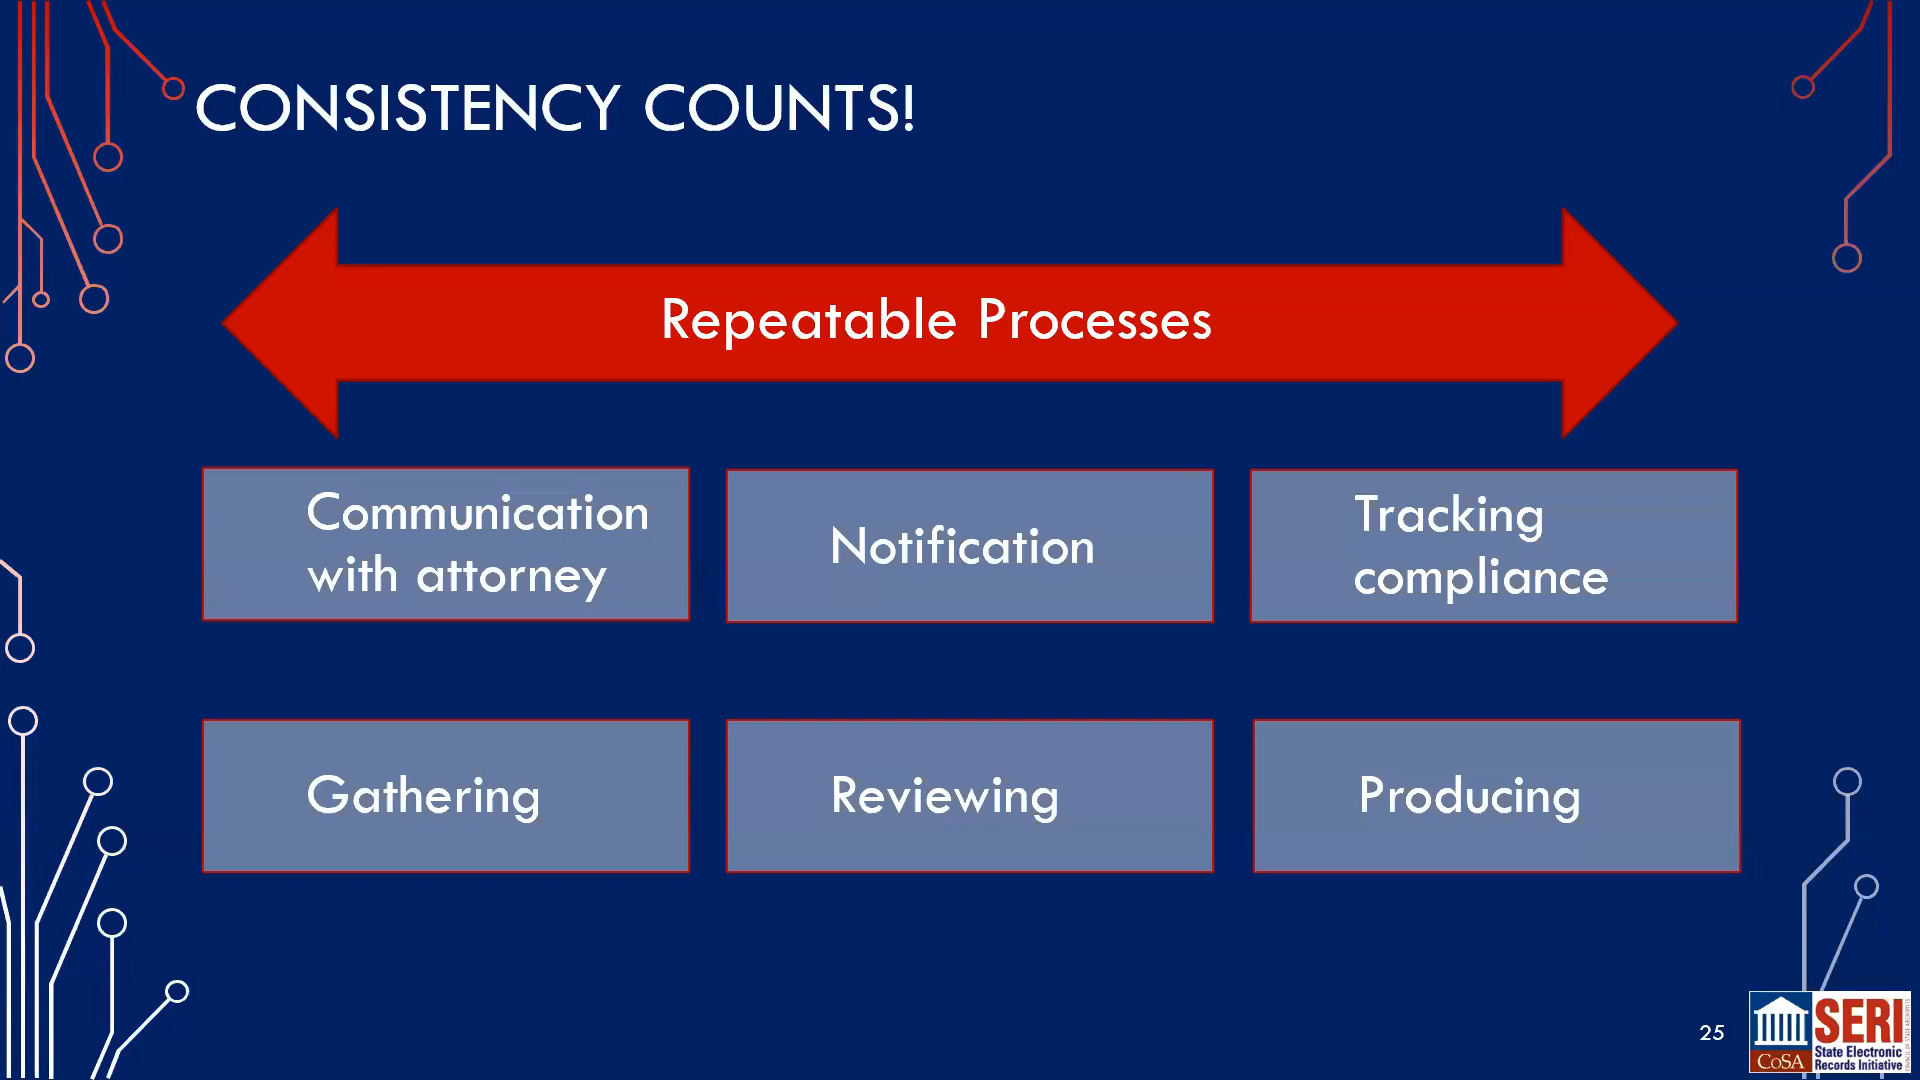 CONSISTENCY COUNTS!
Repeatable Processes
Communication
with attorney
Notification
Tracking
compliance
Gathering
Reviewing
Producing
25
CoSA
SERI
State Electronic
Records Initiative